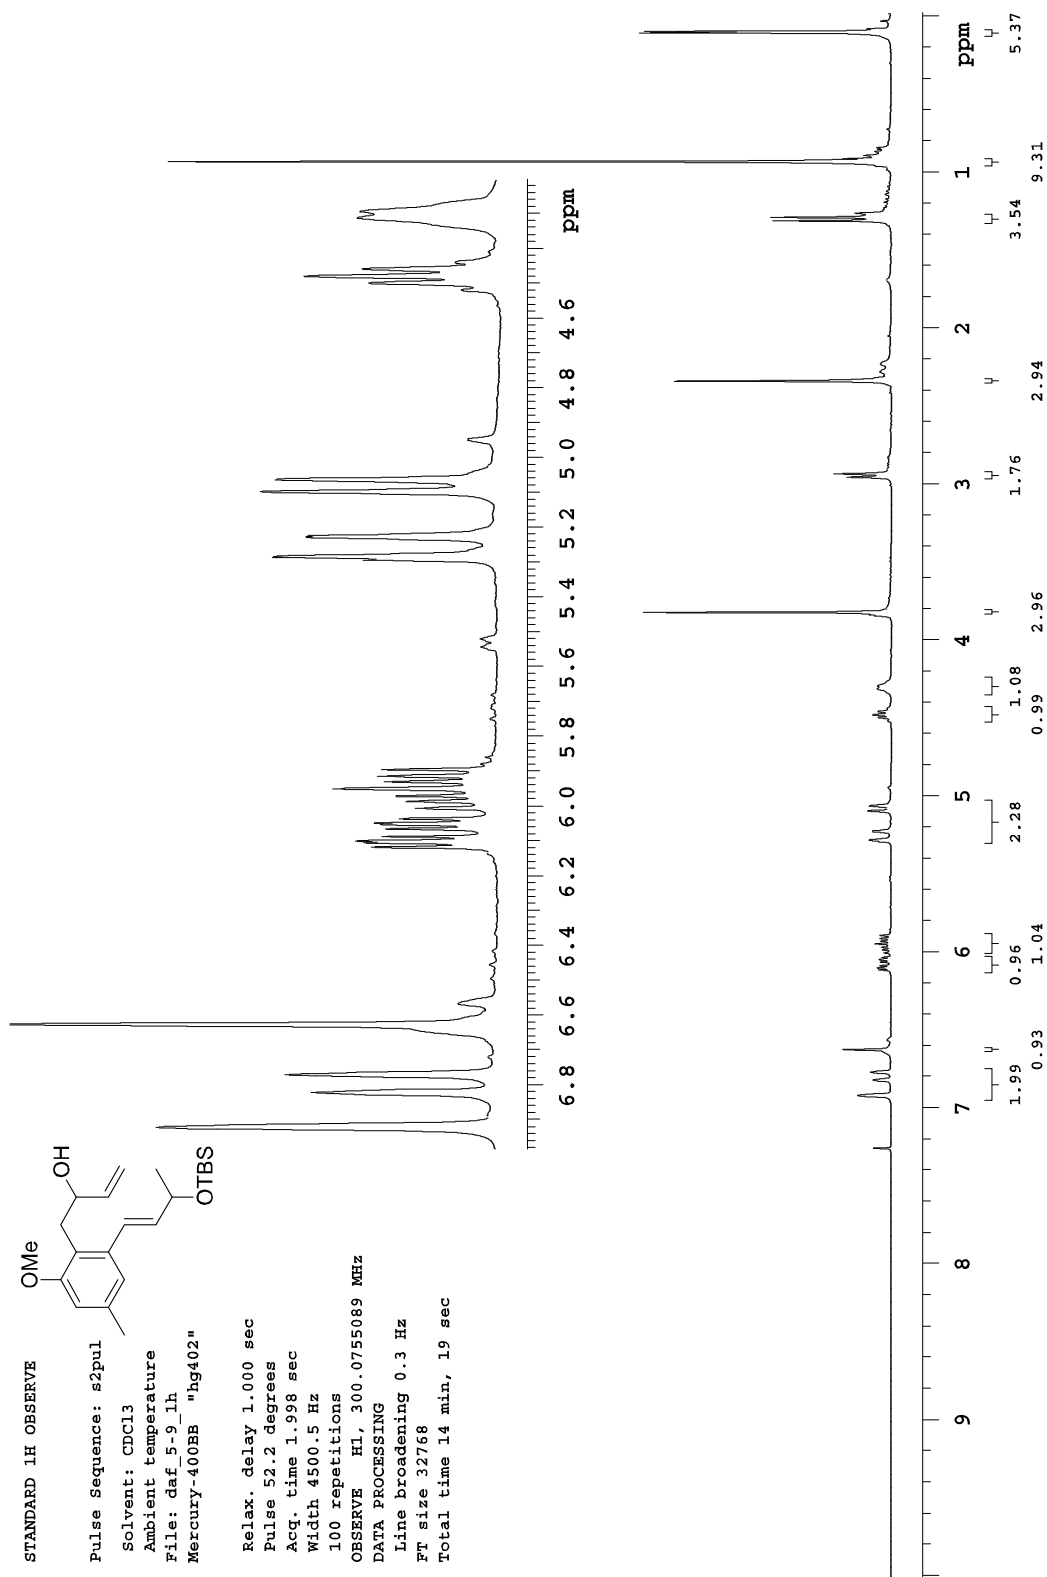 STANDARD 1H OBSERVE
Pulse Sequence: s2pul
Solvent: CDCl3
Ambient temperature
File: daf_5-9_1h
Mercury-400BB "hg402"
Relax. delay 1.000 sec
Pulse 52.2 degrees
Acq. time 1.998 sec
Width 4500.5 Hz
100 repetitions
OBSERVE H1, 300.0755089 MHz
DATA PROCESSING
Line broadening 0.3 Hz
FT size 32768
Total time 14 min, 19 sec
OMe
OH
OTBS
6.8 6.6 6.4 6.2 6.0 5.8 5.6 5.4 5.2 5.0 4.8 4.6 ppm
9 8 7 6 5 4 3 2 1 ppm
1.99 0.93 0.96 1.04 2.28 0.99 1.08 2.96 1.76 2.94 3.54 9.31 5.37